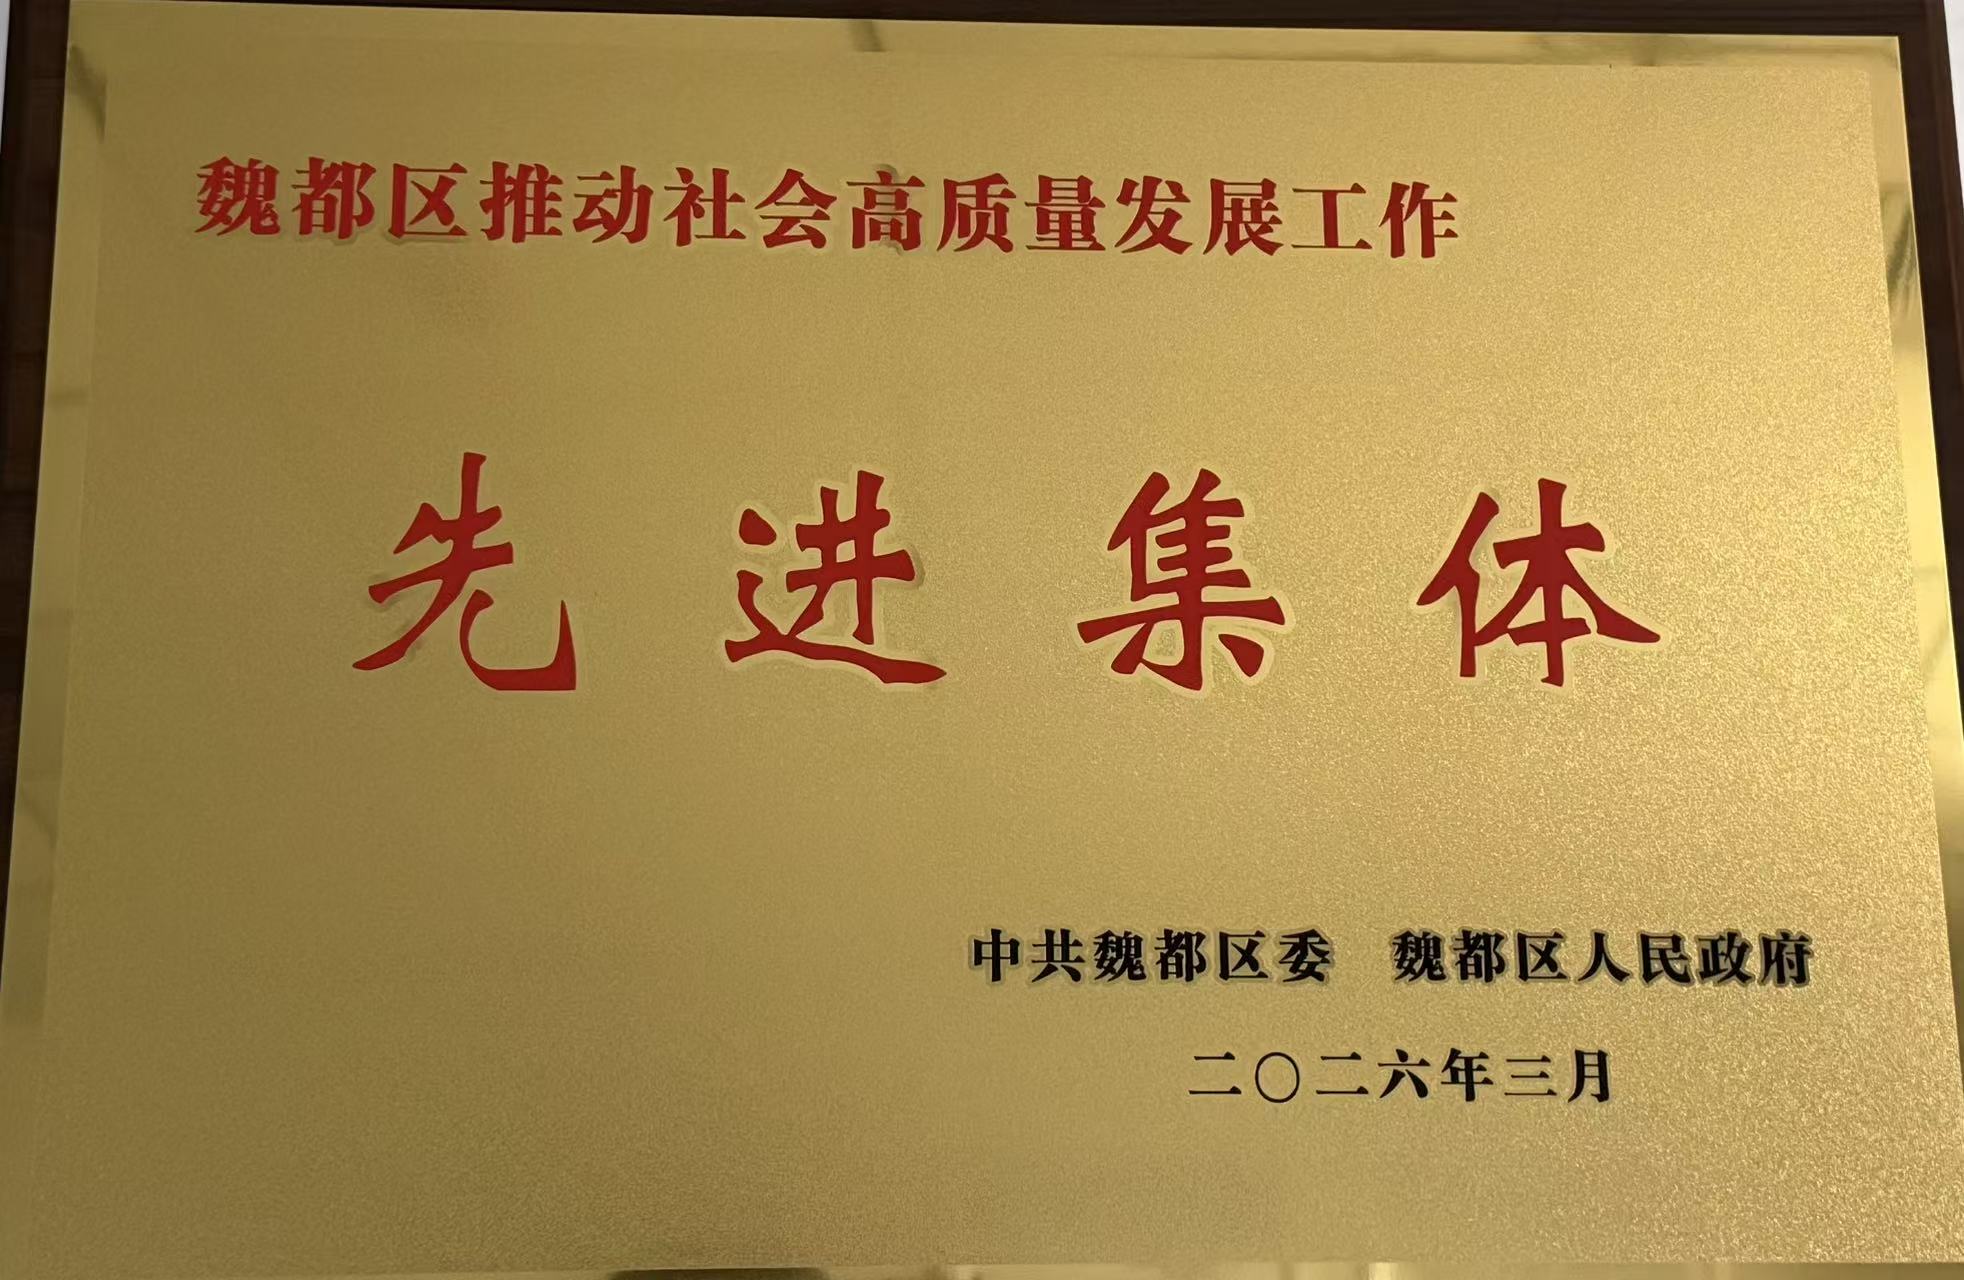 魏都区推动社会高质量发展工作
先进集体
中共魏都区委 魏都区人民政府
二〇二六年三月